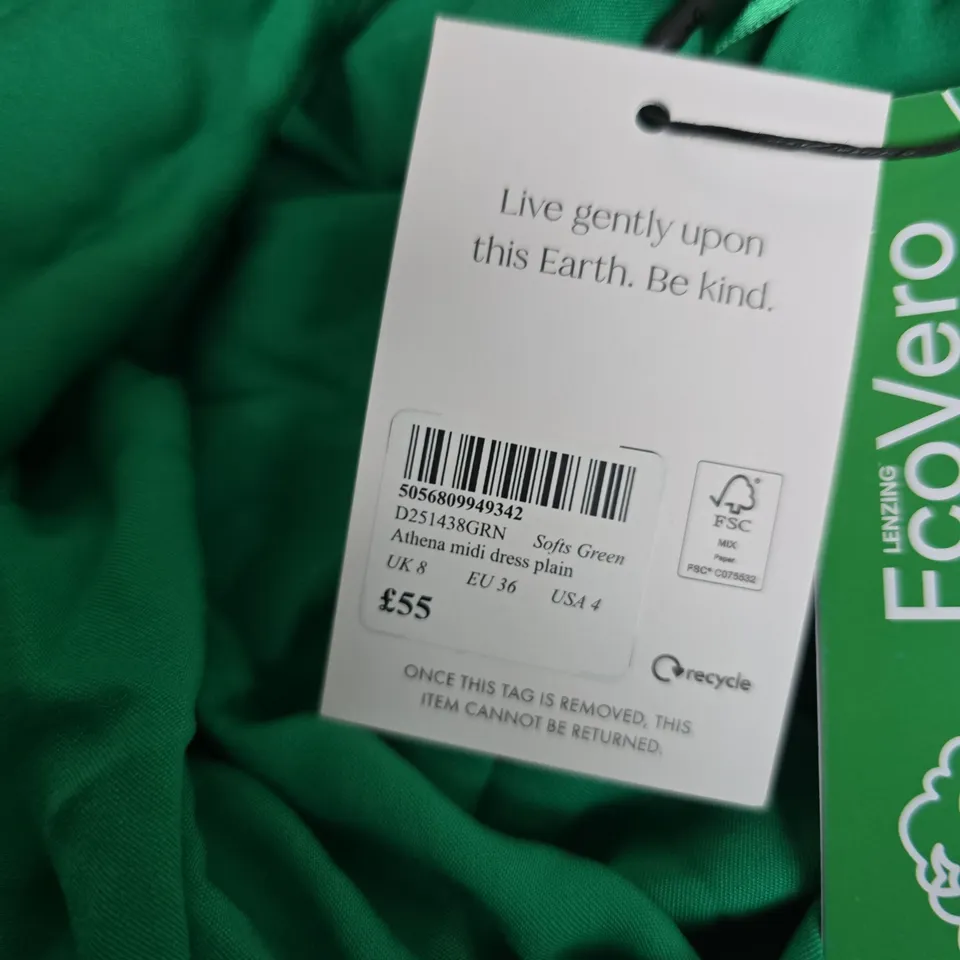 Live gently upon
this Earth. Be kind.
5056809949342
D251438GRN
Softs Green
Athena midi dress plain
UK 8 EU 36 USA 4
£55
FSC
MIX
Paper
FSC® C075532
recycle
ONCE THIS TAG IS REMOVED, THIS
ITEM CANNOT BE RETURNED.
LENZING™
EcoVero